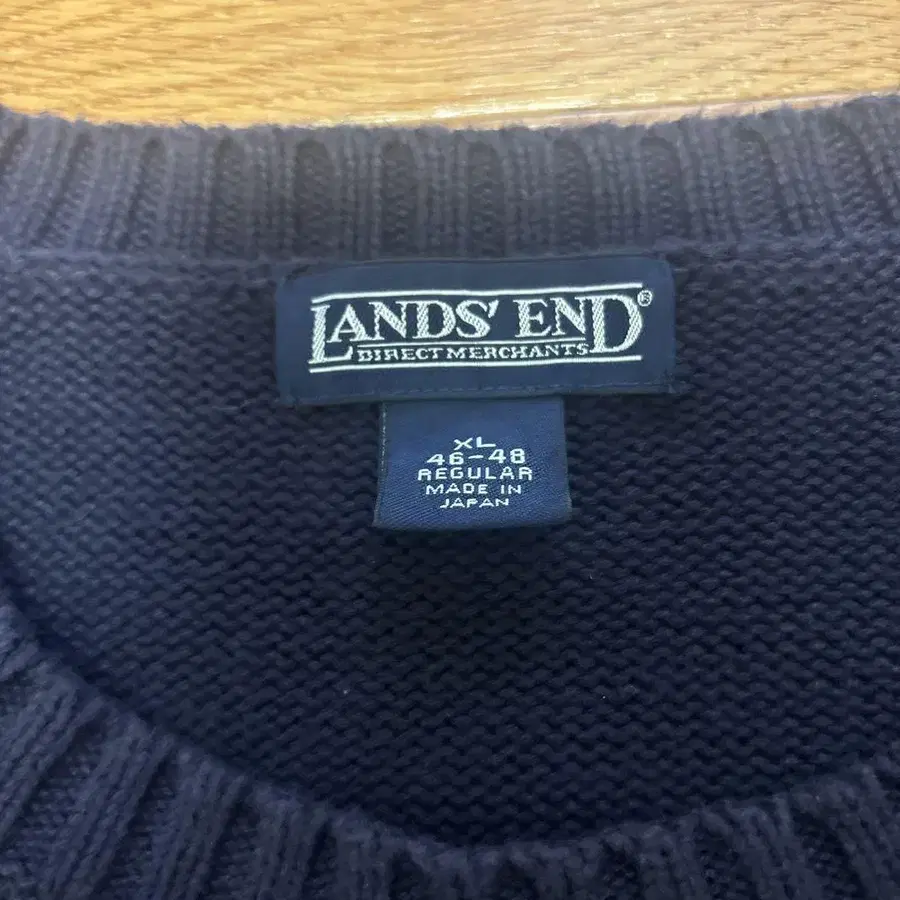 LANDS' END®
DIRECT MERCHANTS
XL
46-48
REGULAR
MADE IN
JAPAN